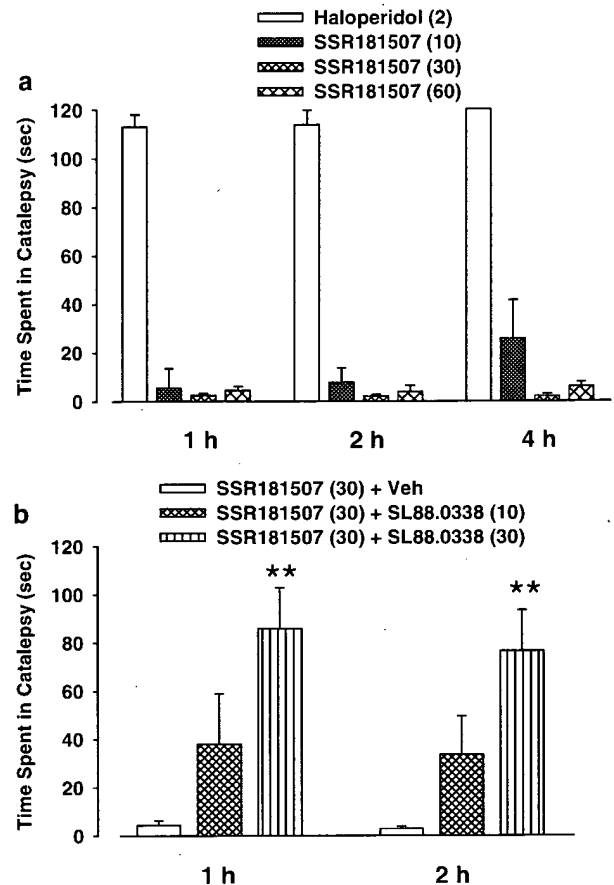 Haloperidol (2)
SSR181507 (10)
SSR181507 (30)
SSR181507 (60)
a
Time Spent in Catalepsy (sec)
120
100
80
60
40
20
0
1 h
2 h
4 h
SSR181507 (30) + Veh
SSR181507 (30) + SL88.0338 (10)
SSR181507 (30) + SL88.0338 (30)
b
Time Spent in Catalepsy (sec)
120
100
80
60
40
20
0
**
**
1 h
2 h